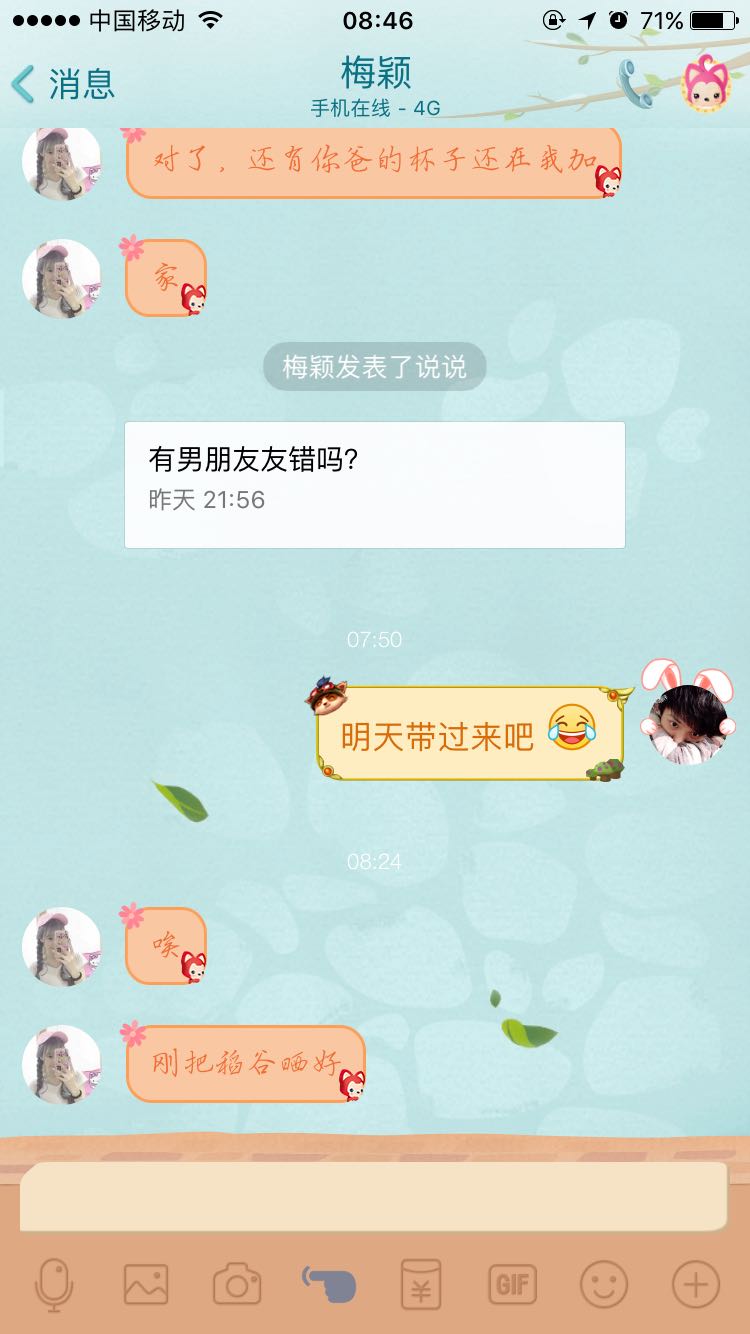 中国移动 08:46 71%
消息 梅颖
手机在线 - 4G
对了，还有你爸的杯子还在我加
家
梅颖发表了说说
有男朋友友错吗?
昨天 21:56
07:50
明天带过来吧
08:24
唉
刚把稻谷晒好
¥ GIF